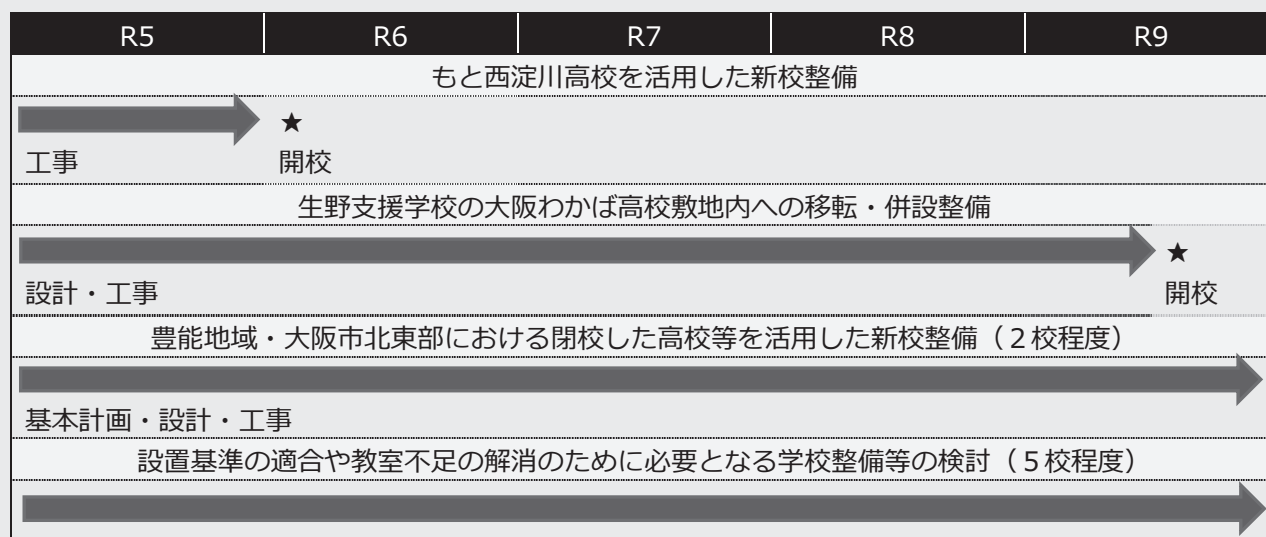 R5 R6 R7 R8 R9
もと西淀川高校を活用した新校整備
★
工事 開校
生野支援学校の大阪わかば高校敷地内への移転・併設整備
★
設計・工事 開校
豊能地域・大阪市北東部における閉校した高校等を活用した新校整備（２校程度）
基本計画・設計・工事
設置基準の適合や教室不足の解消のために必要となる学校整備等の検討（５校程度）